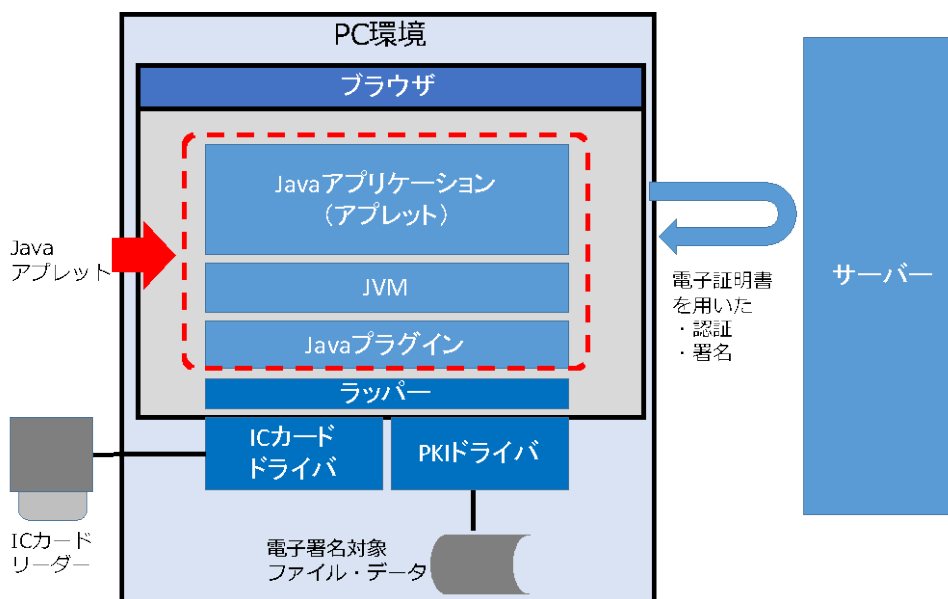 PC環境
ブラウザ
Javaアプリケーション
（アプレット）
JVM
Javaプラグイン
ラッパー
ICカード
ドライバ
PKIドライバ
Java
アプレット
ICカード
リーダー
電子署名対象
ファイル・データ
電子証明書
を用いた
・認証
・署名
サーバー